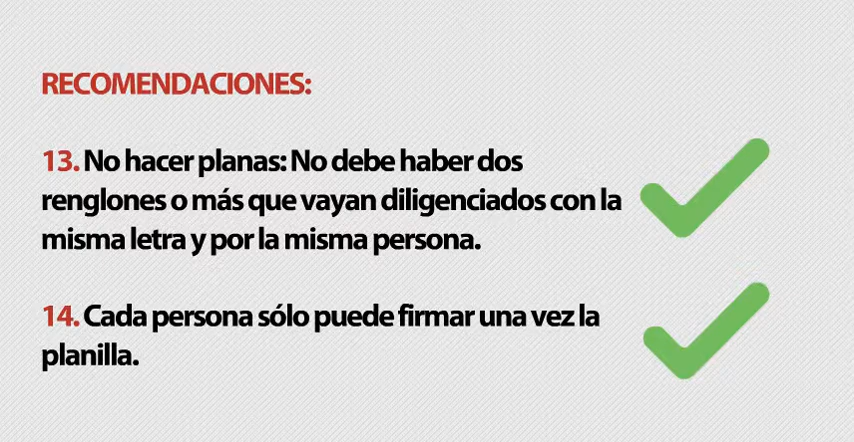 RECOMENDACIONES:
13. No hacer planas: No debe haber dos
renglones o más que vayan diligenciados con la
misma letra y por la misma persona.
14. Cada persona sólo puede firmar una vez la
planilla.